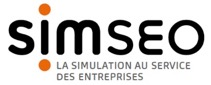 SiMSEO
LA SIMULATION AU SERVICE
DES ENTREPRISES